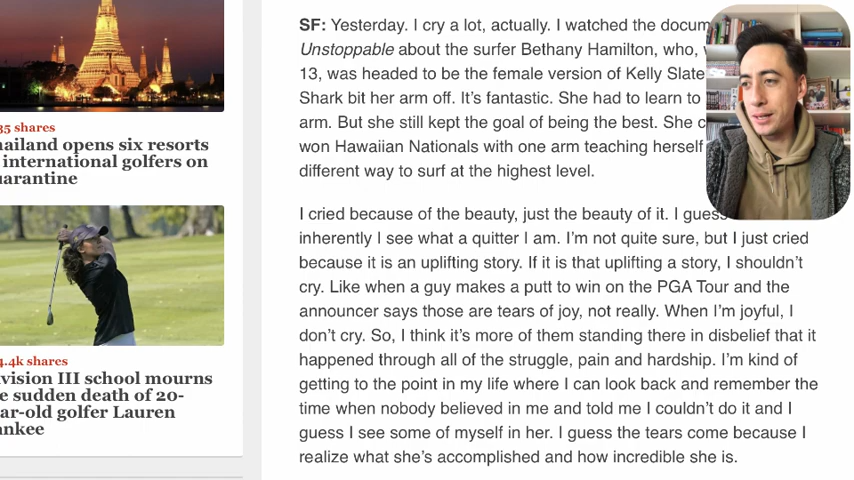 35 shares
ailand opens six resorts
international golfers on
arantine
4.4k shares
vision III school mourns
e sudden death of 20-
ar-old golfer Lauren
nkee
SF: Yesterday. I cry a lot, actually. I watched the docum
Unstoppable about the surfer Bethany Hamilton, who,
13, was headed to be the female version of Kelly Slate
Shark bit her arm off. It's fantastic. She had to learn to
arm. But she still kept the goal of being the best. She c
won Hawaiian Nationals with one arm teaching herself
different way to surf at the highest level.
I cried because of the beauty, just the beauty of it. I guess
inherently I see what a quitter I am. I'm not quite sure, but I just cried
because it is an uplifting story. If it is that uplifting a story, I shouldn't
cry. Like when a guy makes a putt to win on the PGA Tour and the
announcer says those are tears of joy, not really. When I'm joyful, I
don't cry. So, I think it's more of them standing there in disbelief that it
happened through all of the struggle, pain and hardship. I'm kind of
getting to the point in my life where I can look back and remember the
time when nobody believed in me and told me I couldn't do it and I
guess I see some of myself in her. I guess the tears come because I
realize what she's accomplished and how incredible she is.